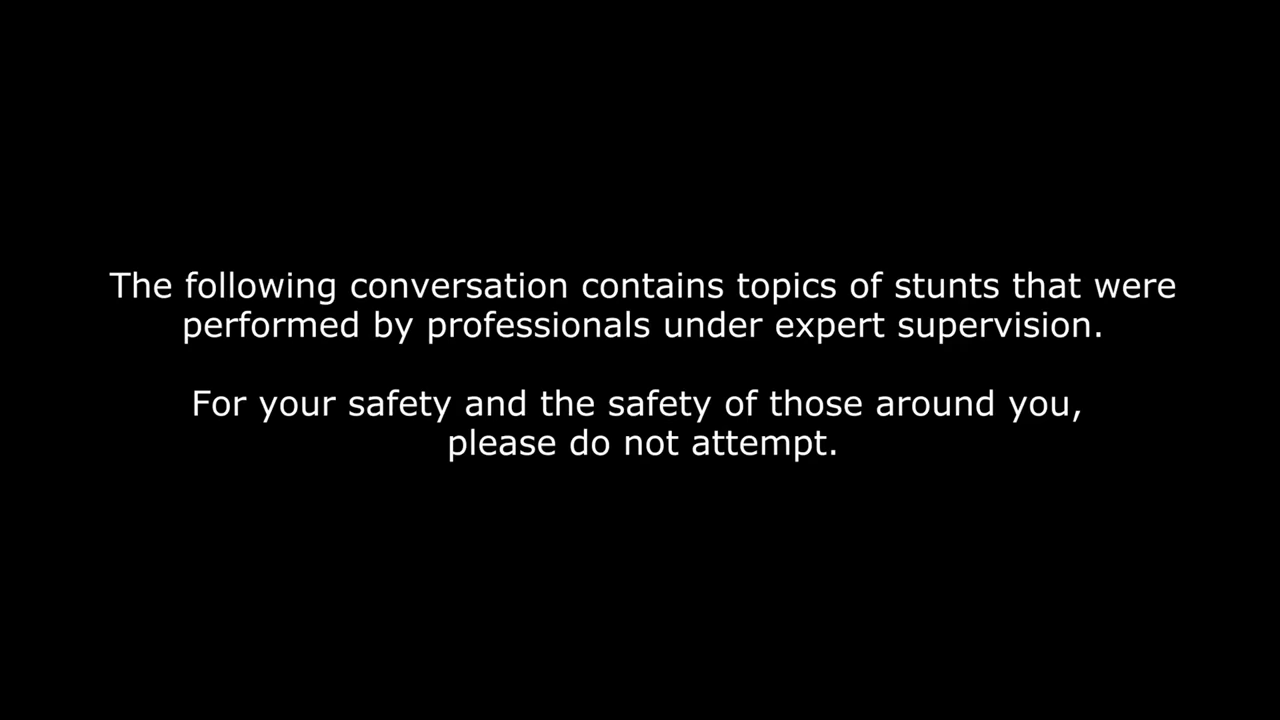 The following conversation contains topics of stunts that were
performed by professionals under expert supervision.
For your safety and the safety of those around you,
please do not attempt.